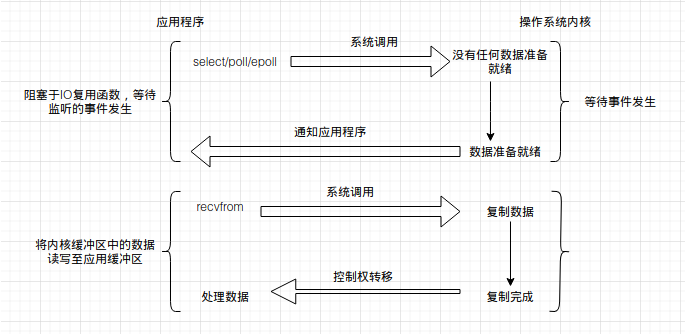 应用程序
操作系统内核
系统调用
select/poll/epoll
没有任何数据准备
就绪
阻塞于IO复用函数，等待
监听的事件发生
等待事件发生
通知应用程序
数据准备就绪
系统调用
recvfrom
复制数据
将内核缓冲区中的数据
读写至应用缓冲区
控制权转移
处理数据
复制完成